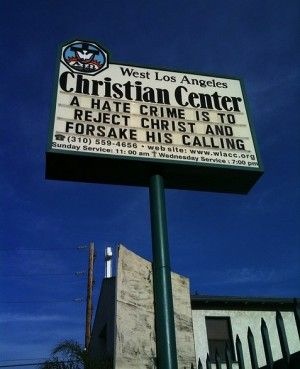 West Los Angeles
Christian Center
A HATE CRIME IS TO
REJECT CHRIST AND
FORSAKE HIS CALLING
☎(310) 559-4656 • website: www.wlacc.org
Sunday Service: 11:00 am Wednesday Service: 7:00 pm